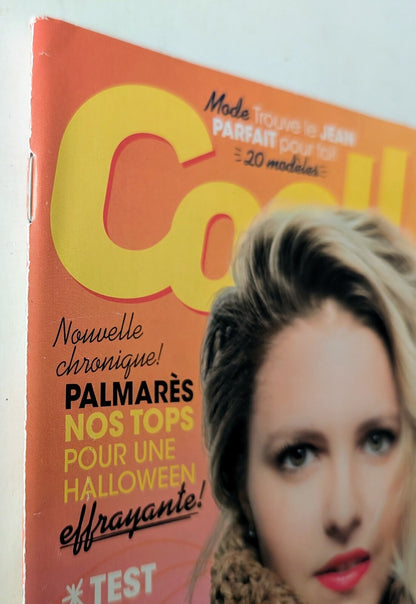 Mode Trouve le JEAN
PARFAIT pour toi!
= 20 modèles =
Cool!
Nouvelle
chronique!
PALMARÈS
NOS TOPS
POUR UNE
HALLOWEEN
effrayante!
* TEST